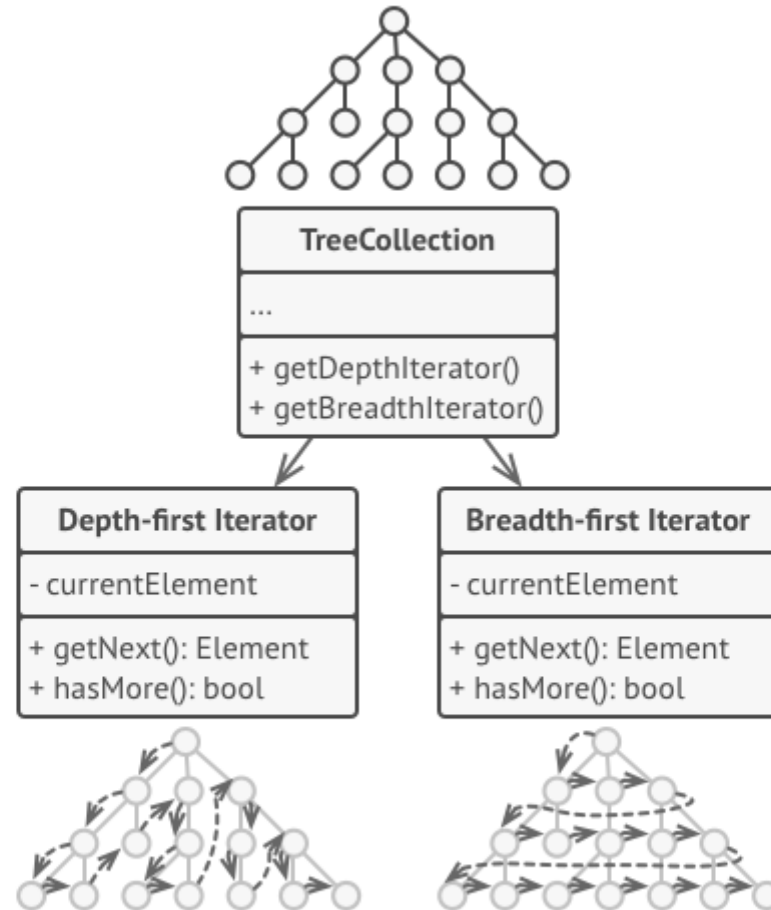 TreeCollection
...
+ getDepthIterator()
+ getBreadthIterator()
Depth-first Iterator
- currentElement
+ getNext(): Element
+ hasMore(): bool
Breadth-first Iterator
- currentElement
+ getNext(): Element
+ hasMore(): bool